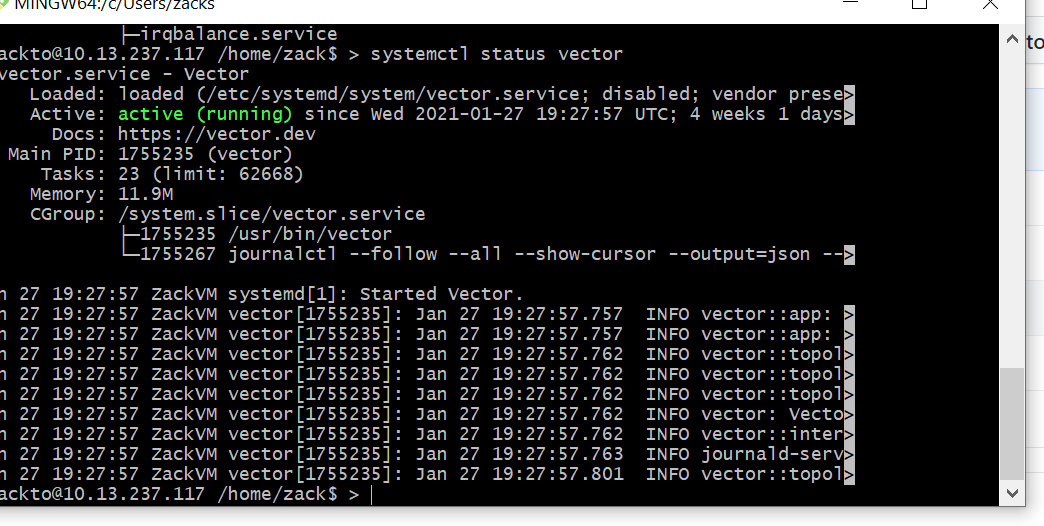 MINGW64:/c/Users/zacks
├─irqbalance.service
ackto@10.13.237.117 /home/zack$ > systemctl status vector
vector.service - Vector
Loaded: loaded (/etc/systemd/system/vector.service; disabled; vendor prese>
Active: active (running) since Wed 2021-01-27 19:27:57 UTC; 4 weeks 1 days>
Docs: https://vector.dev
Main PID: 1755235 (vector)
Tasks: 23 (limit: 62668)
Memory: 11.9M
CGroup: /system.slice/vector.service
├─1755235 /usr/bin/vector
└─1755267 journalctl --follow --all --show-cursor --output=json -->
n 27 19:27:57 ZackVM systemd[1]: Started Vector.
n 27 19:27:57 ZackVM vector[1755235]: Jan 27 19:27:57.757  INFO vector::app: >
n 27 19:27:57 ZackVM vector[1755235]: Jan 27 19:27:57.757  INFO vector::app: >
n 27 19:27:57 ZackVM vector[1755235]: Jan 27 19:27:57.762  INFO vector::topol>
n 27 19:27:57 ZackVM vector[1755235]: Jan 27 19:27:57.762  INFO vector::topol>
n 27 19:27:57 ZackVM vector[1755235]: Jan 27 19:27:57.762  INFO vector::topol>
n 27 19:27:57 ZackVM vector[1755235]: Jan 27 19:27:57.762  INFO vector: Vecto>
n 27 19:27:57 ZackVM vector[1755235]: Jan 27 19:27:57.762  INFO vector::inter>
n 27 19:27:57 ZackVM vector[1755235]: Jan 27 19:27:57.763  INFO journald-serv>
n 27 19:27:57 ZackVM vector[1755235]: Jan 27 19:27:57.801  INFO vector::topol>
ackto@10.13.237.117 /home/zack$ >
to